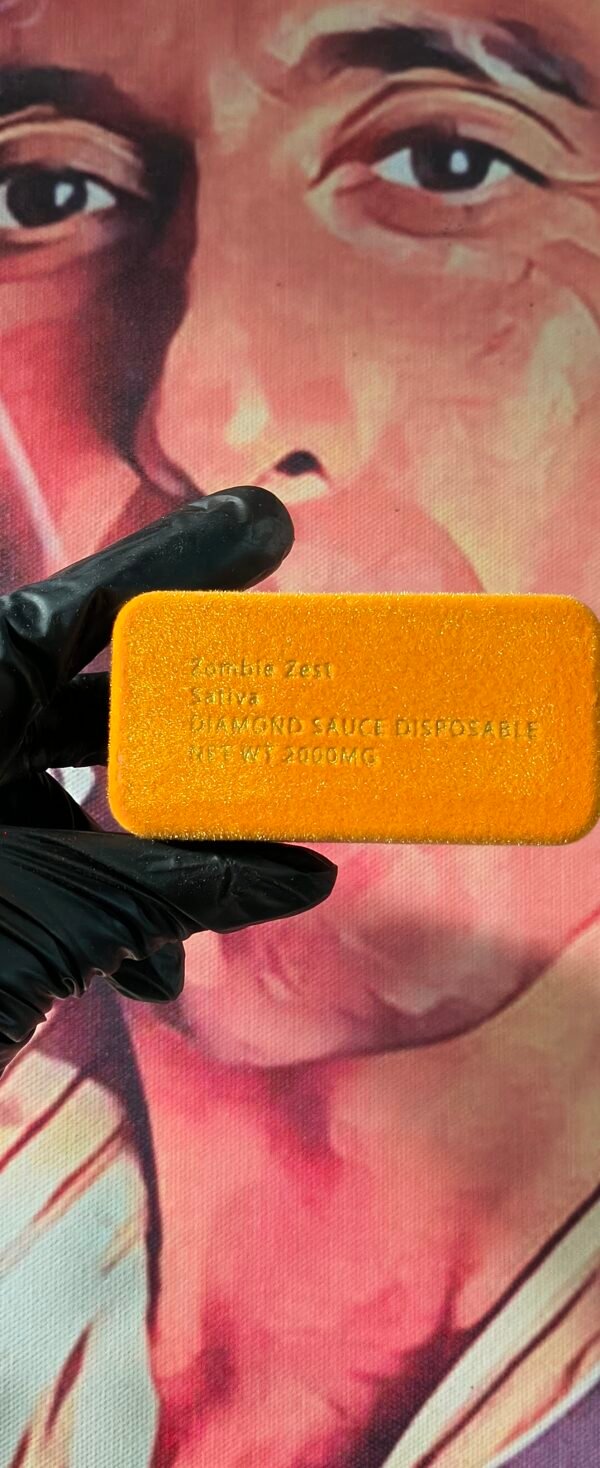 Zombie Zest
Sativa
DIAMOND SAUCE DISPOSABLE
NET WT 2000MG